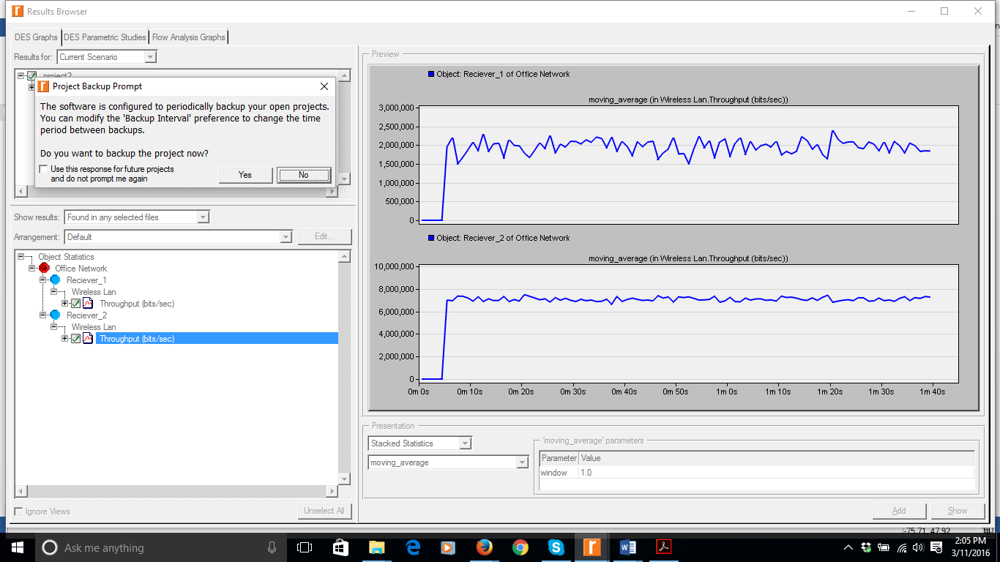 Results Browser
DES Graphs
DES Parametric Studies
Flow Analysis Graphs
Results for:
Current Scenario
project2
Project Backup Prompt
The software is configured to periodically backup your open projects.
You can modify the 'Backup Interval' preference to change the time
period between backups.
Do you want to backup the project now?
Use this response for future projects
and do not prompt me again
Yes
No
Show results:
Found in any selected files
Arrangement:
Default
Edit...
Object Statistics
Office Network
Reciever_1
Wireless Lan
Throughput (bits/sec)
Reciever_2
Wireless Lan
Throughput (bits/sec)
Ignore Views
Unselect All
Preview
Object: Reciever_1 of Office Network
moving_average (in Wireless Lan.Throughput (bits/sec))
3,000,000
2,500,000
2,000,000
1,500,000
1,000,000
500,000
0
Object: Reciever_2 of Office Network
moving_average (in Wireless Lan.Throughput (bits/sec))
10,000,000
8,000,000
6,000,000
4,000,000
2,000,000
0
0m 0s 0m 10s 0m 20s 0m 30s 0m 40s 0m 50s 1m 0s 1m 10s 1m 20s 1m 30s 1m 40s
Presentation
Stacked Statistics
moving_average
'moving_average' parameters
Parameter Value
window 1.0
Add
Show
-75.71, 47.92
Ask me anything
2:05 PM
3/11/2016